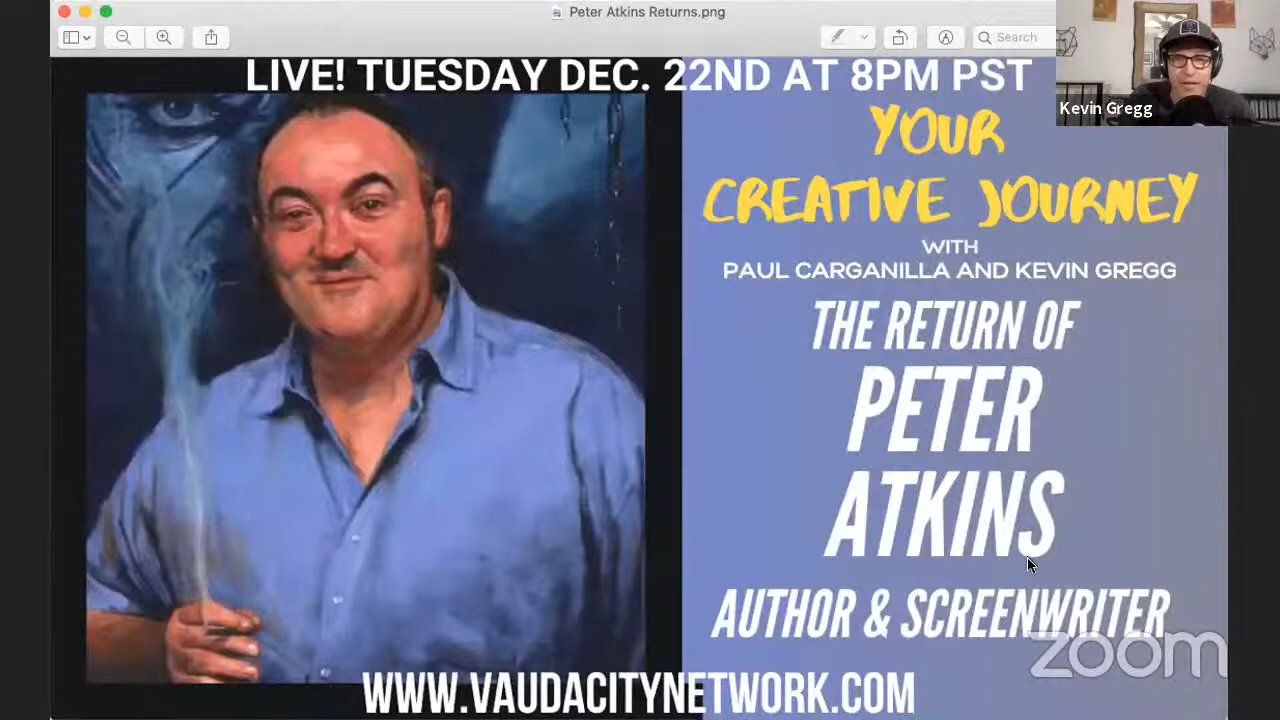 Peter Atkins Returns.png
Search
Kevin Gregg
LIVE! TUESDAY DEC. 22ND AT 8PM PST
YOUR
CREATIVE JOURNEY
WITH
PAUL CARGANILLA AND KEVIN GREGG
THE RETURN OF
PETER
ATKINS
AUTHOR & SCREENWRITER
zoom
WWW.VAUDACITYNETWORK.COM